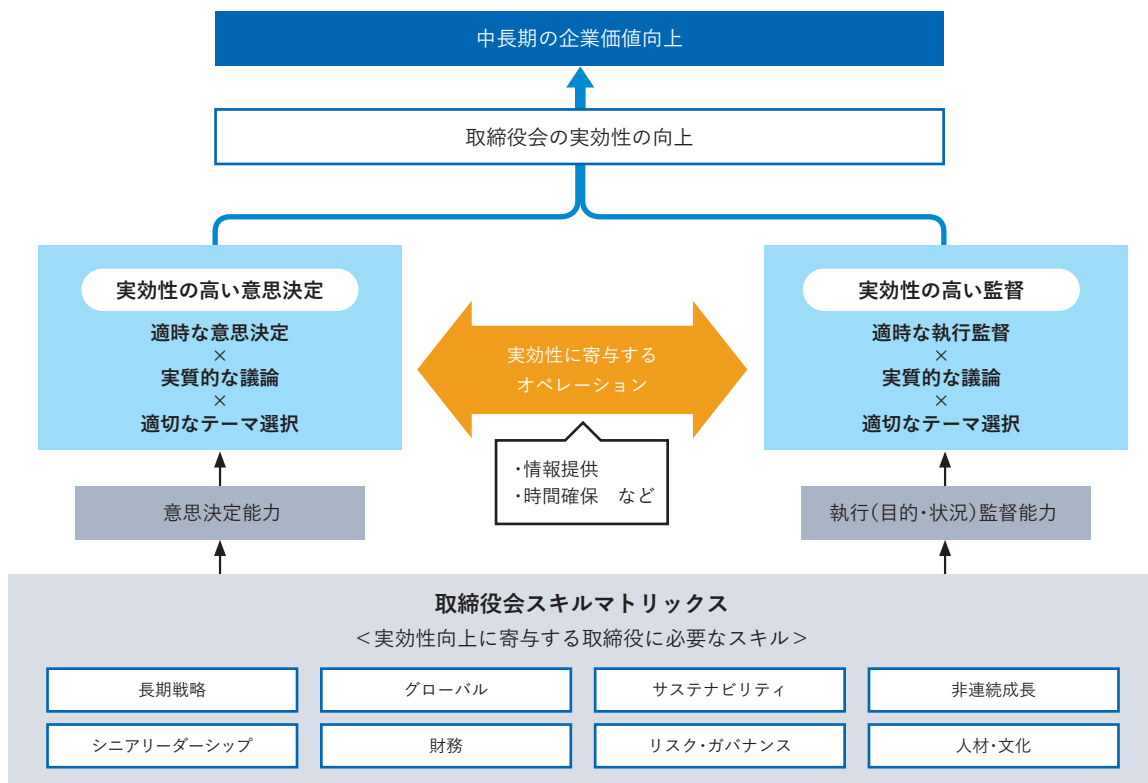 中長期の企業価値向上
取締役会の実効性の向上
実効性の高い意思決定
適時な意思決定
×
実質的な議論
×
適切なテーマ選択
実効性に寄与する
オペレーション
・情報提供
・時間確保　など
実効性の高い監督
適時な執行監督
×
実質的な議論
×
適切なテーマ選択
意思決定能力
執行（目的・状況）監督能力
取締役会スキルマトリックス
＜実効性向上に寄与する取締役に必要なスキル＞
長期戦略
グローバル
サステナビリティ
非連続成長
シニアリーダーシップ
財務
リスク・ガバナンス
人材・文化